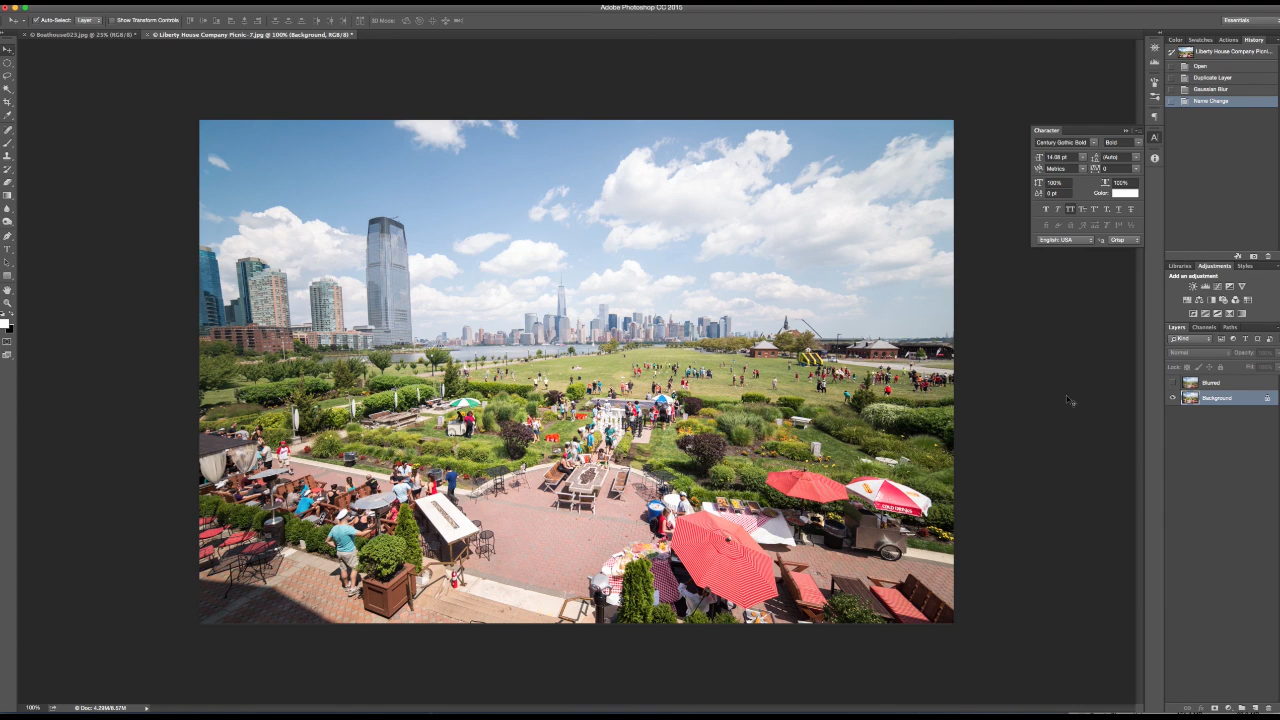 Adobe Photoshop CC 2015
Auto-Select: Layer Show Transform Controls 3D Mode: Essentials
× Boathouse023.jpg @ 25% (RGB/8) * × Liberty House Company Picnic-7.jpg @ 100% (Background, RGB/8) *
Color Swatches Actions History
Liberty House Company Picni...
Open
Duplicate Layer
Gaussian Blur
Name Change
Character
Century Gothic Bold Bold
14.08 pt (Auto)
Metrics 0
100% 100%
0 pt Color:
English: USA Crisp
Libraries Adjustments Styles
Add an adjustment
Layers Channels Paths
Kind
Normal Opacity: 100%
Lock: Fill:
Blurred
Background
COLD DRINKS
100% Doc: 4.29M/8.57M